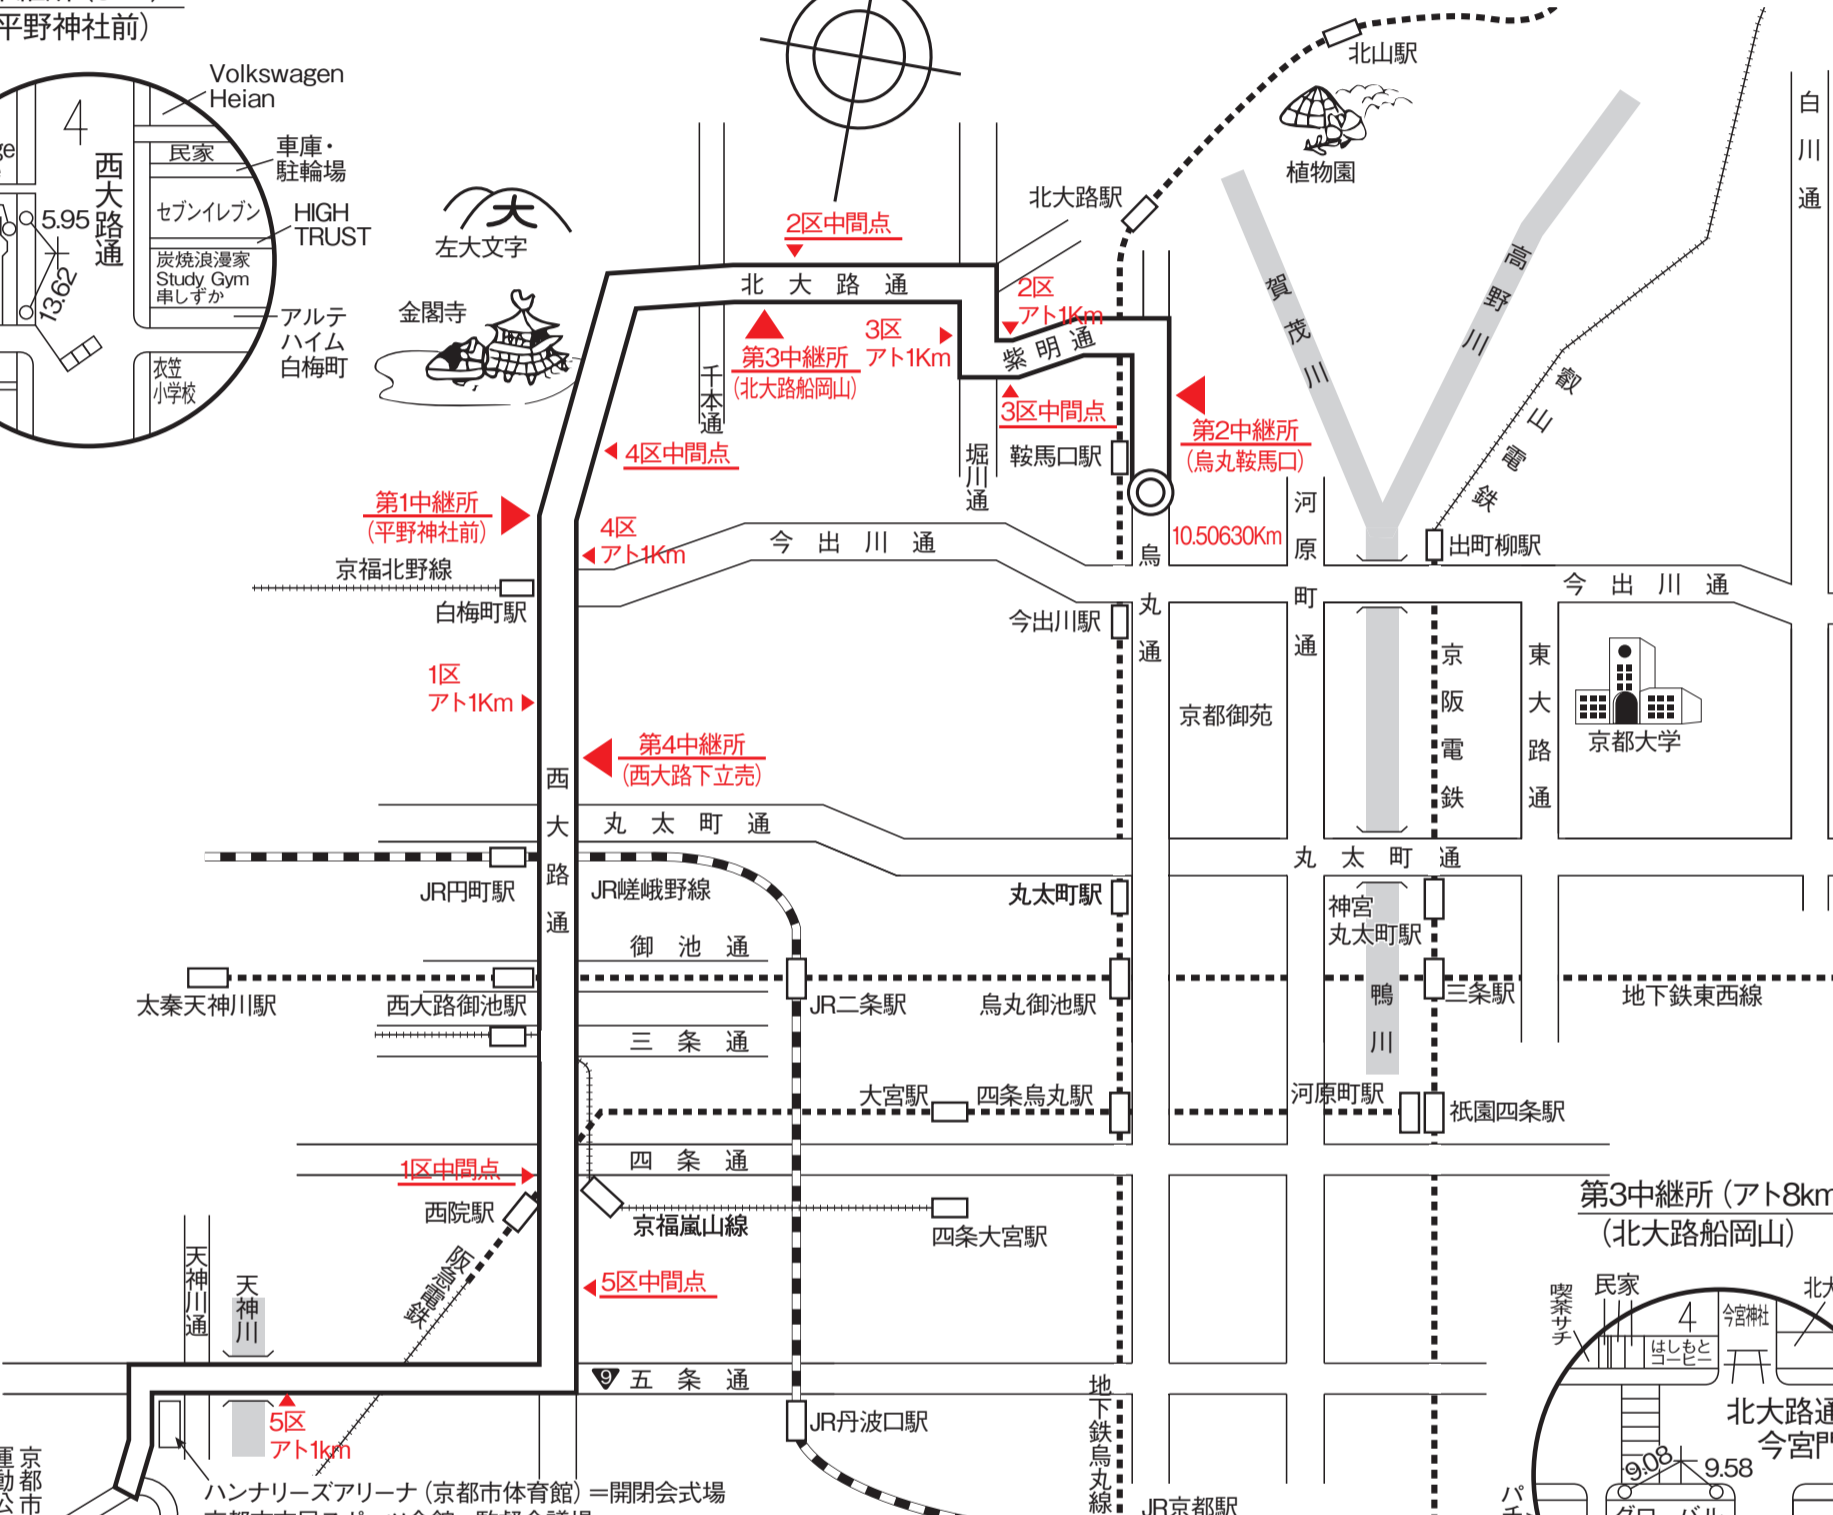 (平野神社前)
Volkswagen
Heian
民家
車庫・
駐輪場
セブンイレブン
HIGH
TRUST
炭焼浪漫家
Study Gym
串しずか
アルテ
ハイム
白梅町
衣笠
小学校
西大路通
4
5.95
13.62
左大文字
金閣寺
2区中間点
北大路通
第3中継所
(北大路船岡山)
3区
アト1Km
2区
アト1Km
紫明通
3区中間点
北大路駅
北山駅
植物園
賀茂川
高野川
白川通
叡山電鉄
千本通
堀川通
鞍馬口駅
第2中継所
(烏丸鞍馬口)
4区中間点
第1中継所
(平野神社前)
4区
アト1Km
京福北野線
白梅町駅
今出川通
10.50630Km
烏丸通
河原町通
出町柳駅
今出川通
今出川駅
京都御苑
京阪電鉄
東大路通
京都大学
1区
アト1Km
第4中継所
(西大路下立売)
西大路通
丸太町通
丸太町通
JR円町駅
JR嵯峨野線
丸太町駅
神宮
丸太町駅
御池通
太秦天神川駅
西大路御池駅
JR二条駅
烏丸御池駅
三条駅
地下鉄東西線
鴨川
三条通
大宮駅
四条烏丸駅
河原町駅
祇園四条駅
四条通
1区中間点
西院駅
京福嵐山線
四条大宮駅
阪急電鉄
天神川通
天神川
5区中間点
9
五条通
5区
アト1km
JR丹波口駅
地下鉄烏丸線
JR京都駅
京都市
運動公
ハンナリーズアリーナ(京都市体育館)=開閉会式場
第3中継所(アト8km
(北大路船岡山)
喫茶サチ
民家
4
今宮神社
はしもと
コーヒー
北大路通
今宮門
9.08
9.58